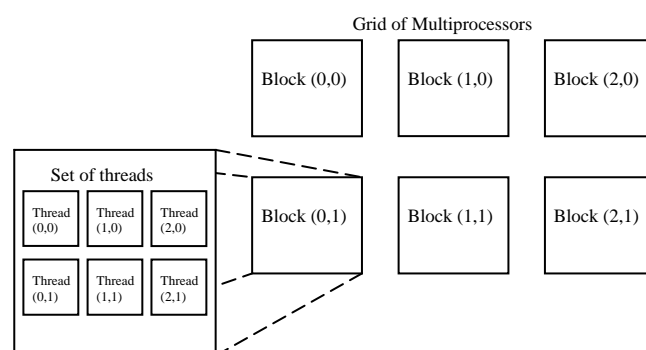 Grid of Multiprocessors
Block (0,0)
Block (1,0)
Block (2,0)
Set of threads
Thread
(0,0)
Thread
(1,0)
Thread
(2,0)
Thread
(0,1)
Thread
(1,1)
Thread
(2,1)
Block (0,1)
Block (1,1)
Block (2,1)